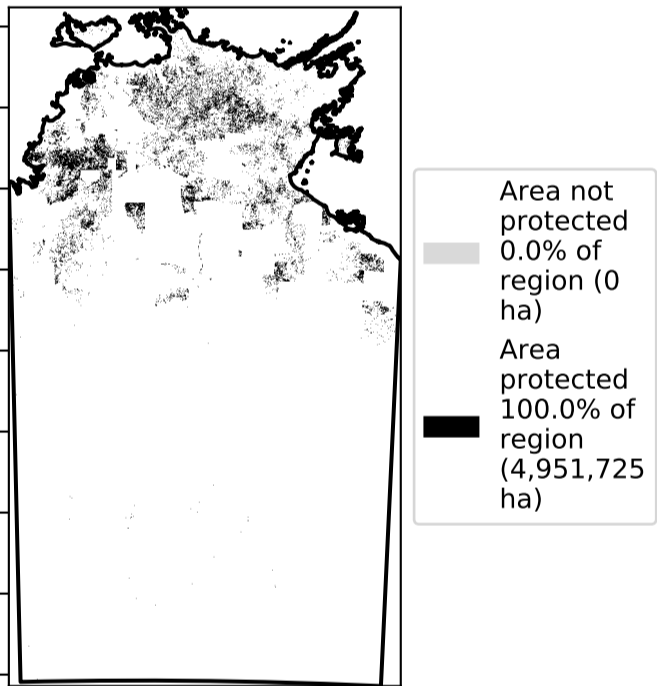 Area not
protected
0.0% of
region (0
ha)
Area
protected
100.0% of
region
(4,951,725
ha)